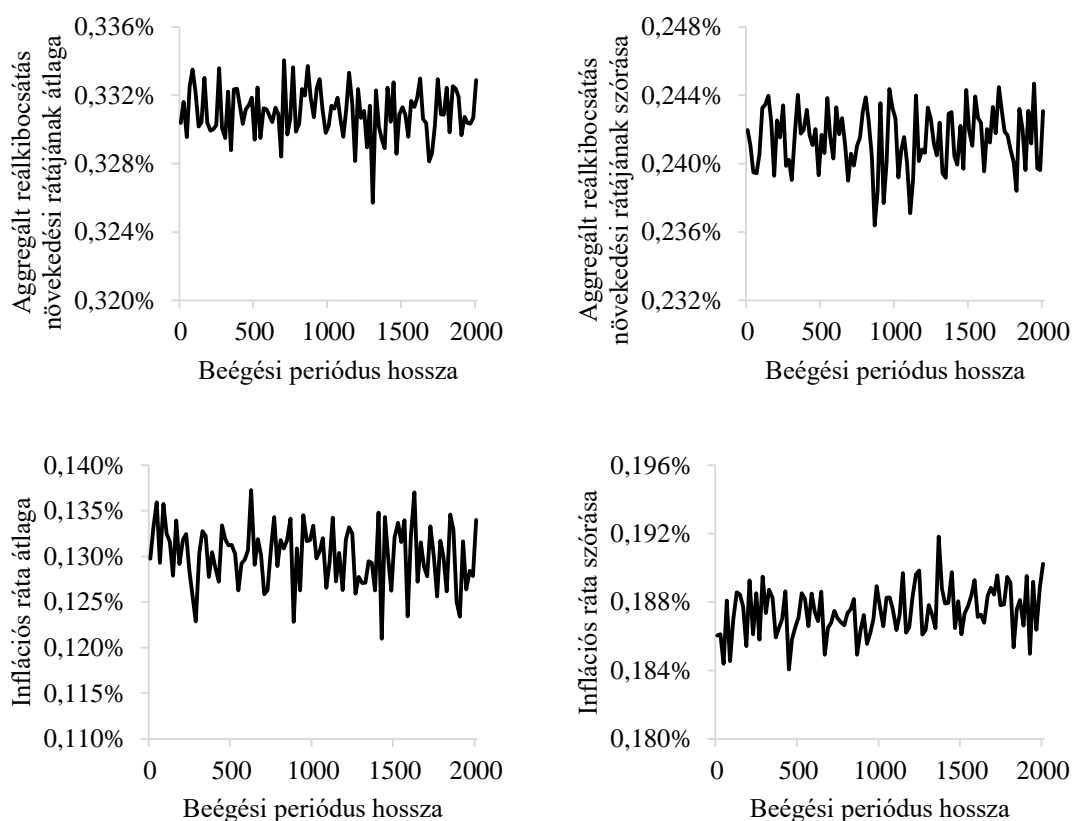 Aggregált reálkibocsátás
növekedési rátájának átlaga
0,336%
0,332%
0,328%
0,324%
0,320%
0 500 1000 1500 2000
Beégési periódus hossza
Aggregált reálkibocsátás
növekedési rátájának szórása
0,248%
0,244%
0,240%
0,236%
0,232%
0 500 1000 1500 2000
Beégési periódus hossza
Inflációs ráta átlaga
0,140%
0,135%
0,130%
0,125%
0,120%
0,115%
0,110%
0 500 1000 1500 2000
Beégési periódus hossza
Inflációs ráta szórása
0,196%
0,192%
0,188%
0,184%
0,180%
0 500 1000 1500 2000
Beégési periódus hossza